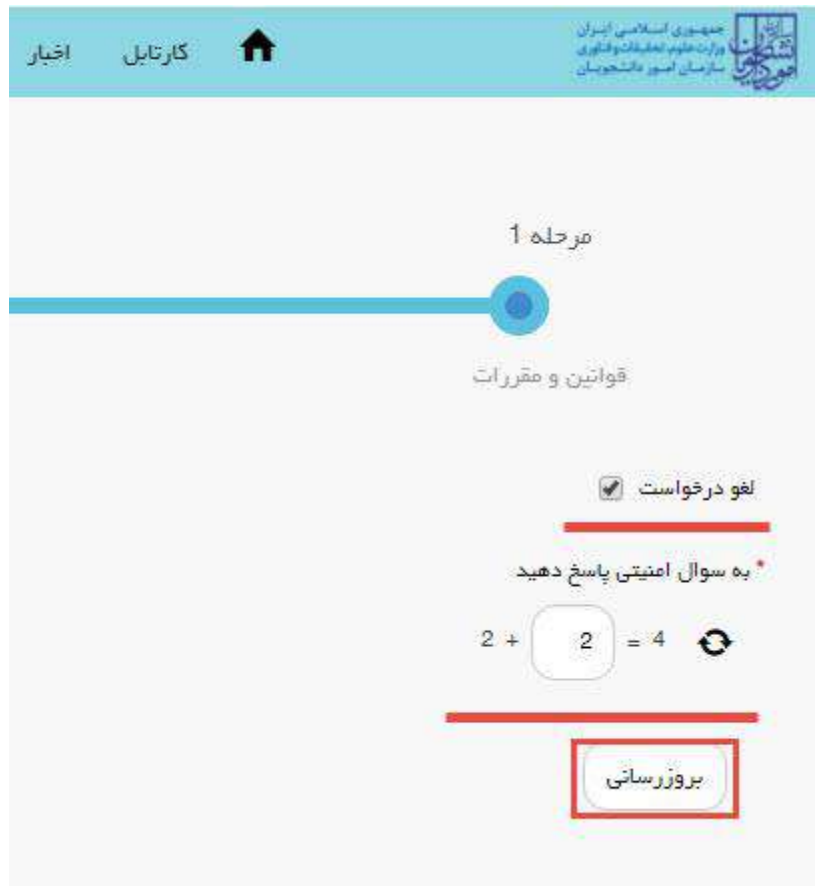 جمهوری اسلامی ایران
وزارت علوم، تحقیقات و فناوری
سازمان امور دانشجویان
کارتابل اخبار
مرحله 1
قوانین و مقررات
لغو درخواست
* به سوال امنیتی پاسخ دهید
2 + 2 = 4
بروزرسانی